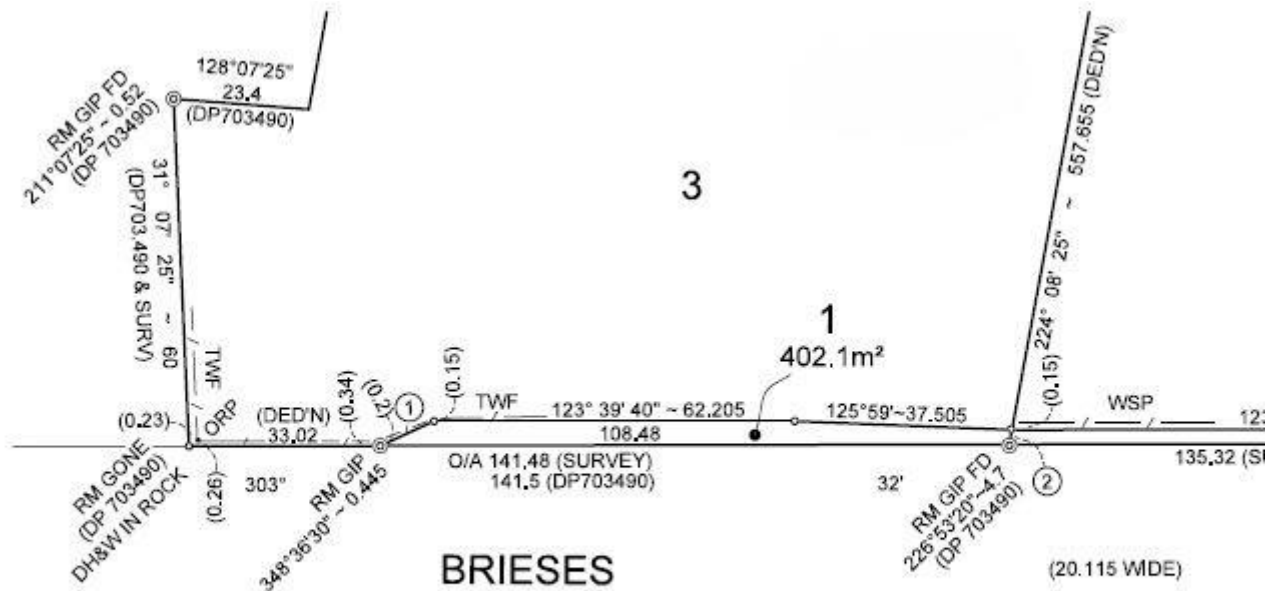 128°07'25"
23.4
(DP703490)
RM GIP FD
211°07'25" ~ 0.52
(DP 703490)
31° 07' 25" ~ 60
(DP703.490 & SURV)
3
224° 08' 25" ~ 557.655 (DED'N)
1
402.1m²
TWF
ORP
(0.23)
(DED'N)
33.02
(0.34)
(0.2)
1
(0.15)
TWF
123° 39' 40" ~ 62.205
125°59'~37.505
(0.15)
WSP
123
108.48
RM GONE
(DP 703490)
DH&W IN ROCK
(0.26)
303°
RM GIP
348°36'30" ~ 0.445
O/A 141.48 (SURVEY)
141.5 (DP703490)
32'
RM GIP FD
226°53'20"~4.7
(DP 703490)
2
135.32 (SU
BRIESES
(20.115 WIDE)